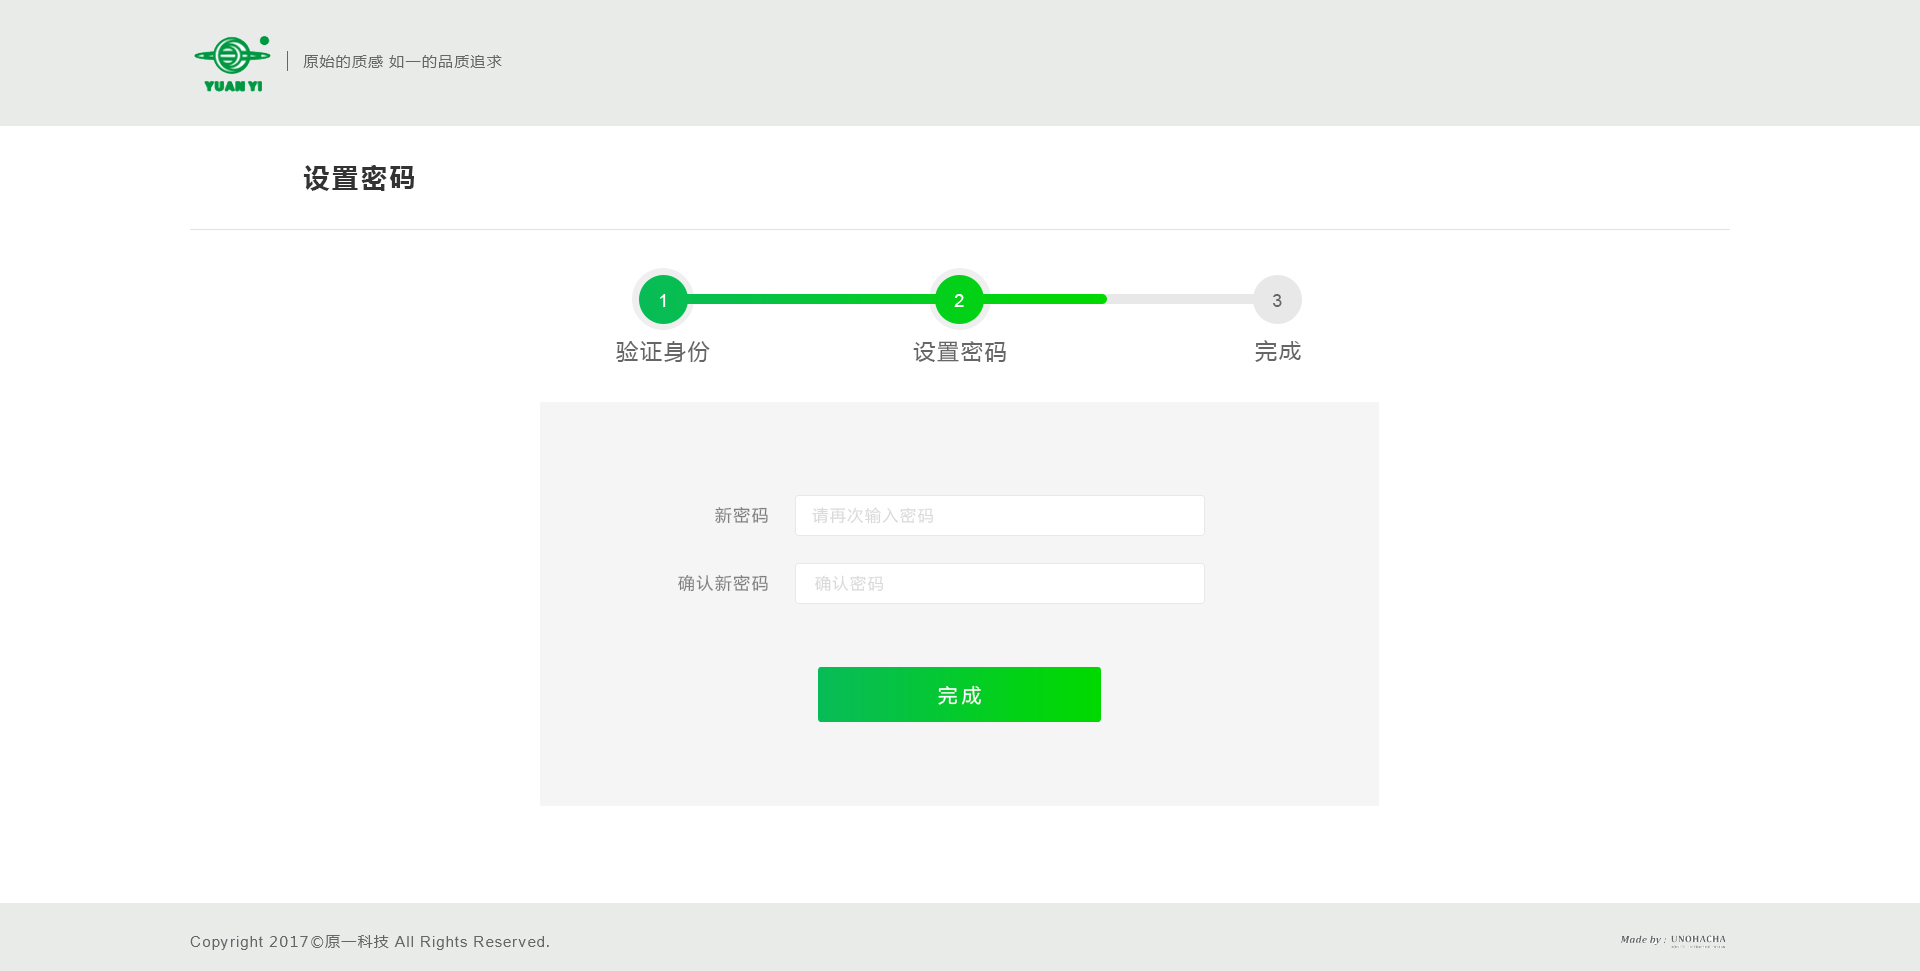 YUAN YI
原始的质感 如一的品质追求
设置密码
1
2
3
验证身份
设置密码
完成
新密码
请再次输入密码
确认新密码
确认密码
完成
Copyright 2017©原一科技 All Rights Reserved.
Made by : UNOHACHA